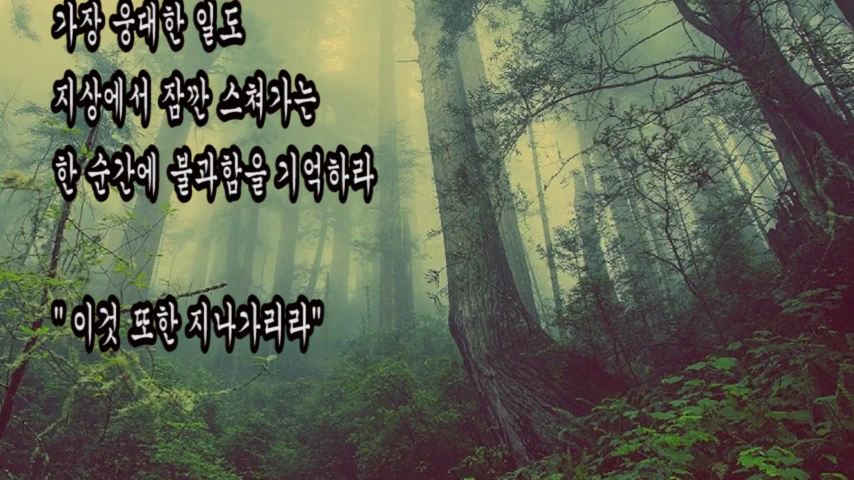 가장 웅대한 일도
지상에서 잠깐 스쳐가는
한 순간에 불과함을 기억하라
" 이것 또한 지나가리라"